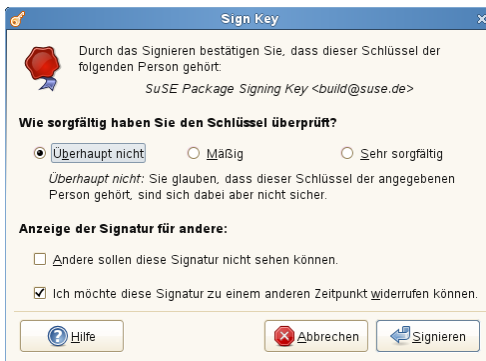 Sign Key
Durch das Signieren bestätigen Sie, dass dieser Schlüssel der
folgenden Person gehört:
SuSE Package Signing Key <build@suse.de>
Wie sorgfältig haben Sie den Schlüssel überprüft?
Überhaupt nicht Mäßig Sehr sorgfältig
Überhaupt nicht: Sie glauben, dass dieser Schlüssel der angegebenen
Person gehört, sind sich dabei aber nicht sicher.
Anzeige der Signatur für andere:
Andere sollen diese Signatur nicht sehen können.
Ich möchte diese Signatur zu einem anderen Zeitpunkt widerrufen können.
Hilfe Abbrechen Signieren